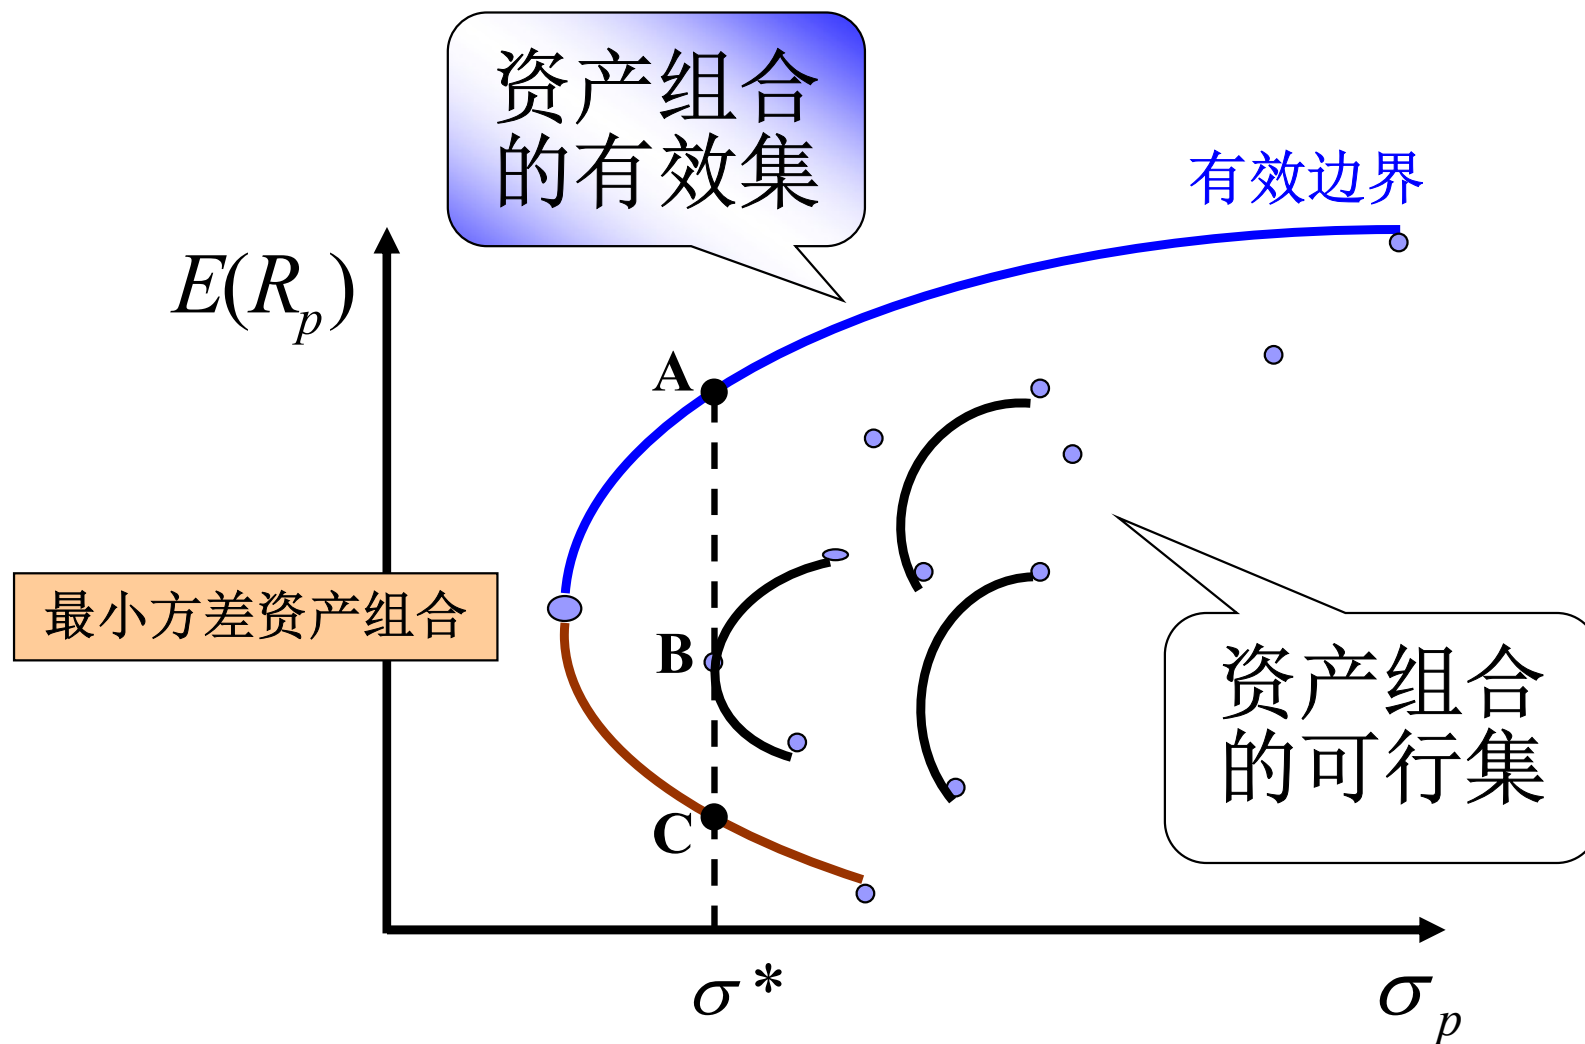 资产组合
的有效集
有效边界
E(Rp)
A
最小方差资产组合
B
资产组合
的可行集
C
σ*
σp